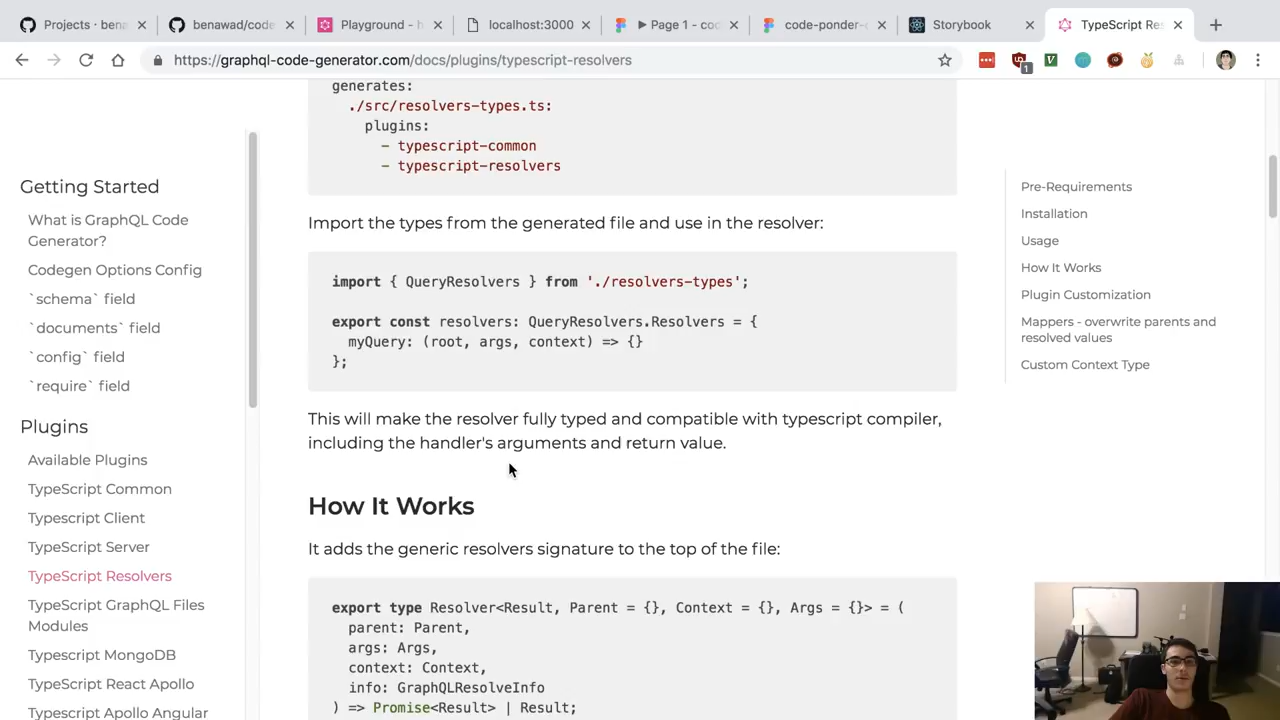 Projects · bena
benawad/code
Playground - h
localhost:3000
▶ Page 1 – co
code-ponder-
Storybook
TypeScript Res
https://graphql-code-generator.com/docs/plugins/typescript-resolvers
1
Getting Started
What is GraphQL Code
Generator?
Codegen Options Config
`schema` field
`documents` field
`config` field
`require` field
Plugins
Available Plugins
TypeScript Common
Typescript Client
TypeScript Server
TypeScript Resolvers
TypeScript GraphQL Files
Modules
Typescript MongoDB
TypeScript React Apollo
Typescript Apollo Angular
generates:
./src/resolvers-types.ts:
plugins:
- typescript-common
- typescript-resolvers
Import the types from the generated file and use in the resolver:
import { QueryResolvers } from './resolvers-types';
export const resolvers: QueryResolvers.Resolvers = {
myQuery: (root, args, context) => {}
};
This will make the resolver fully typed and compatible with typescript compiler,
including the handler's arguments and return value.
How It Works
It adds the generic resolvers signature to the top of the file:
export type Resolver<Result, Parent = {}, Context = {}, Args = {}> = (
parent: Parent,
args: Args,
context: Context,
info: GraphQLResolveInfo
) => Promise<Result> | Result;
Pre-Requirements
Installation
Usage
How It Works
Plugin Customization
Mappers - overwrite parents and
resolved values
Custom Context Type